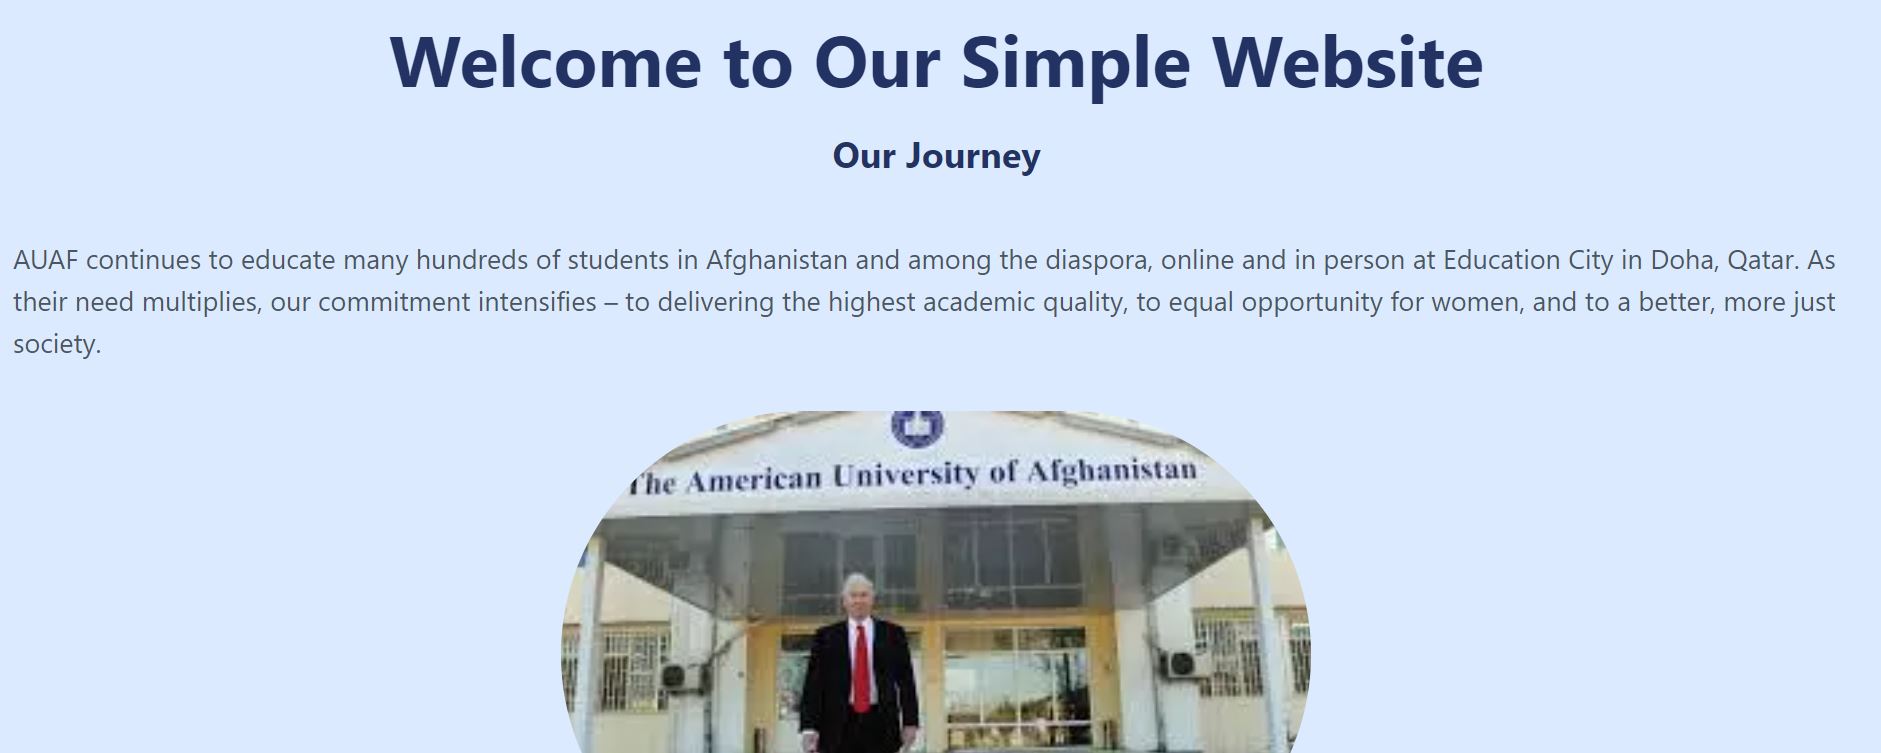 Welcome to Our Simple Website
Our Journey
AUAF continues to educate many hundreds of students in Afghanistan and among the diaspora, online and in person at Education City in Doha, Qatar. As
their need multiplies, our commitment intensifies – to delivering the highest academic quality, to equal opportunity for women, and to a better, more just
society.
The American University of Afghanistan